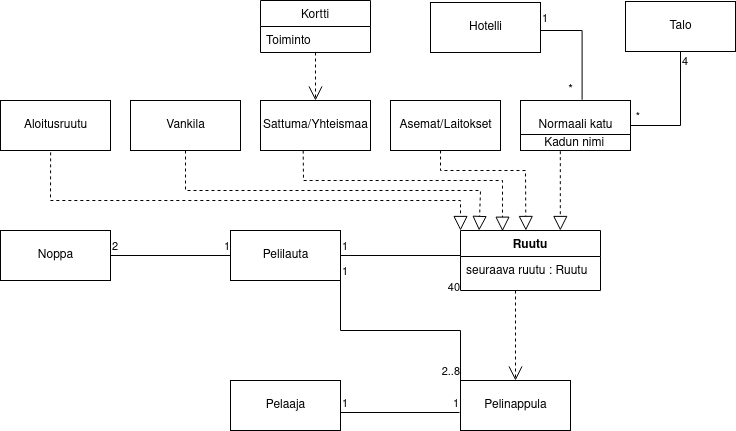 Kortti
Toiminto
Hotelli
1
*
Talo
4
*
Aloitusruutu
Vankila
Sattuma/Yhteismaa
Asemat/Laitokset
Normaali katu
Kadun nimi
Noppa
2
1
Pelilauta
1
1
Ruutu
seuraava ruutu : Ruutu
40
2..8
Pelaaja
1
1
Pelinappula